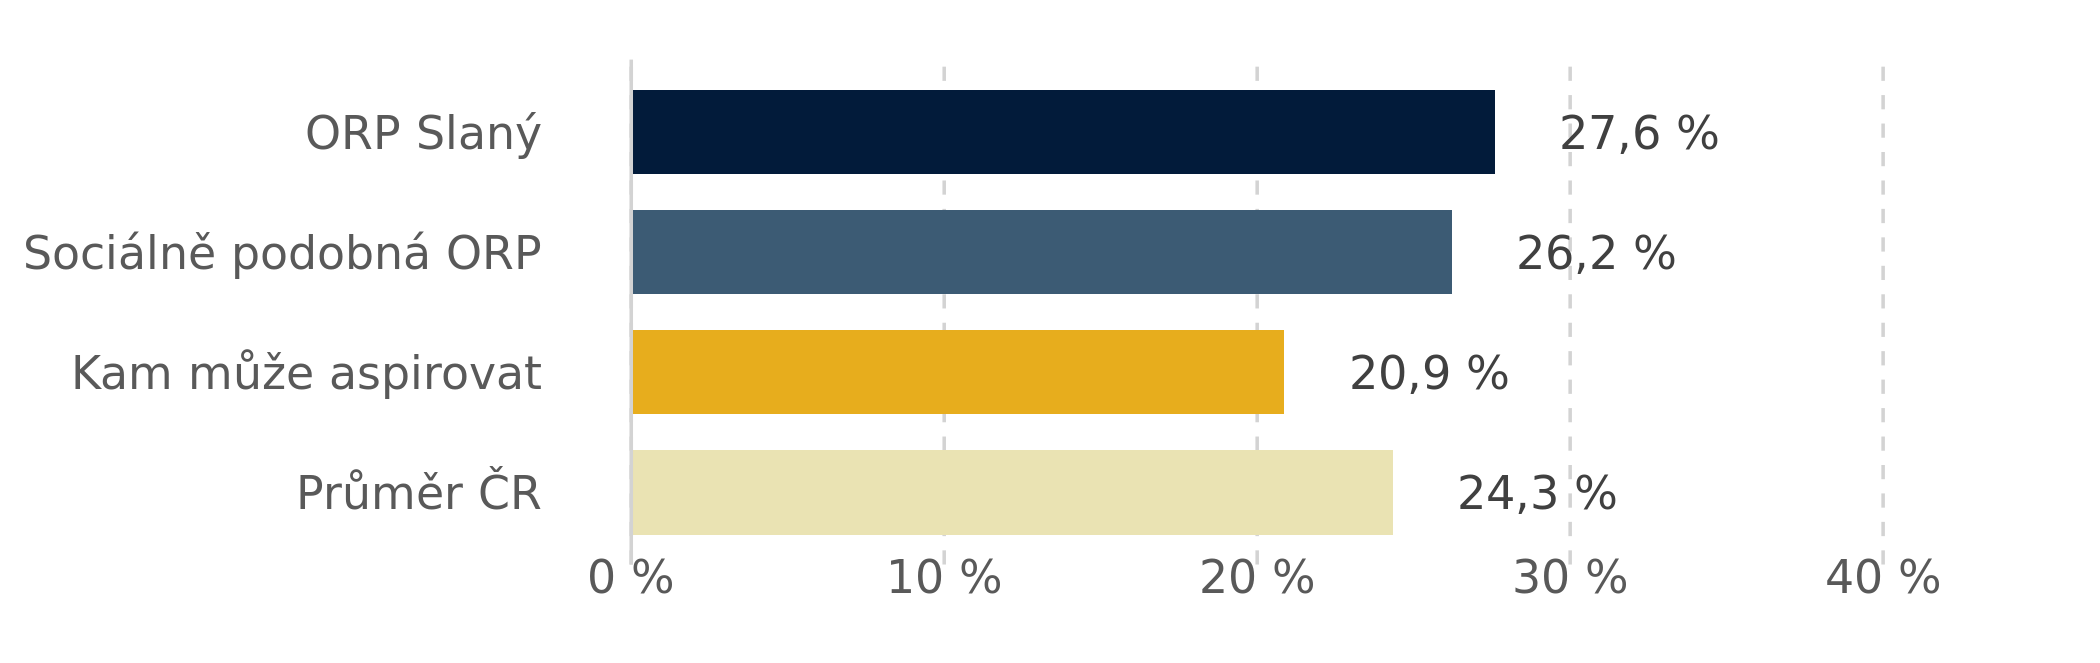 ORP Slaný 27,6 %
Sociálně podobná ORP 26,2 %
Kam může aspirovat 20,9 %
Průměr ČR 24,3 %
0 % 10 % 20 % 30 % 40 %